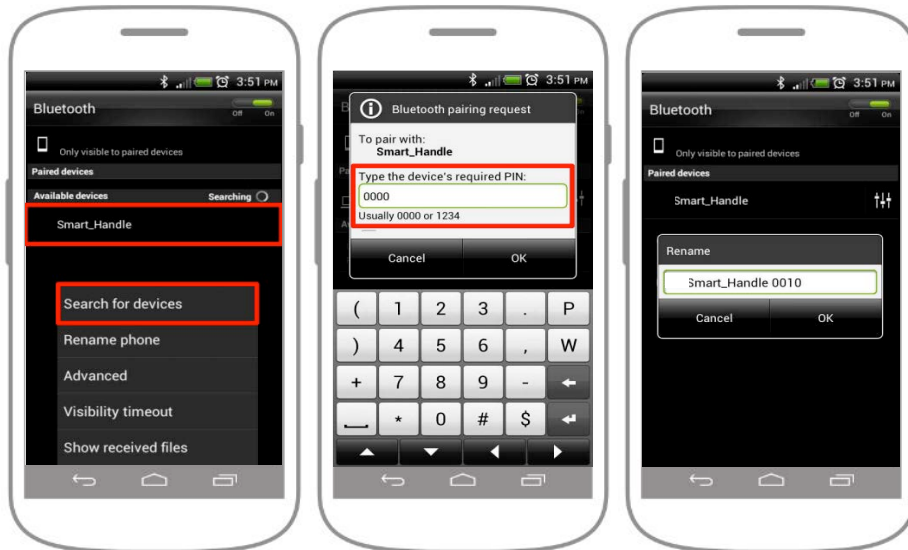 3:51 PM
Bluetooth
Off On
Only visible to paired devices
Paired devices
Available devices Searching
Smart_Handle
Search for devices
Rename phone
Advanced
Visibility timeout
Show received files
3:51 PM
Bluetooth pairing request
To pair with:
Smart_Handle
Type the device's required PIN:
0000
Usually 0000 or 1234
Cancel OK
( 1 2 3 . P
) 4 5 6 , W
+ 7 8 9 -
* 0 # $
3:51 PM
Bluetooth
Off On
Only visible to paired devices
Paired devices
Smart_Handle
Rename
Smart_Handle 0010
Cancel OK